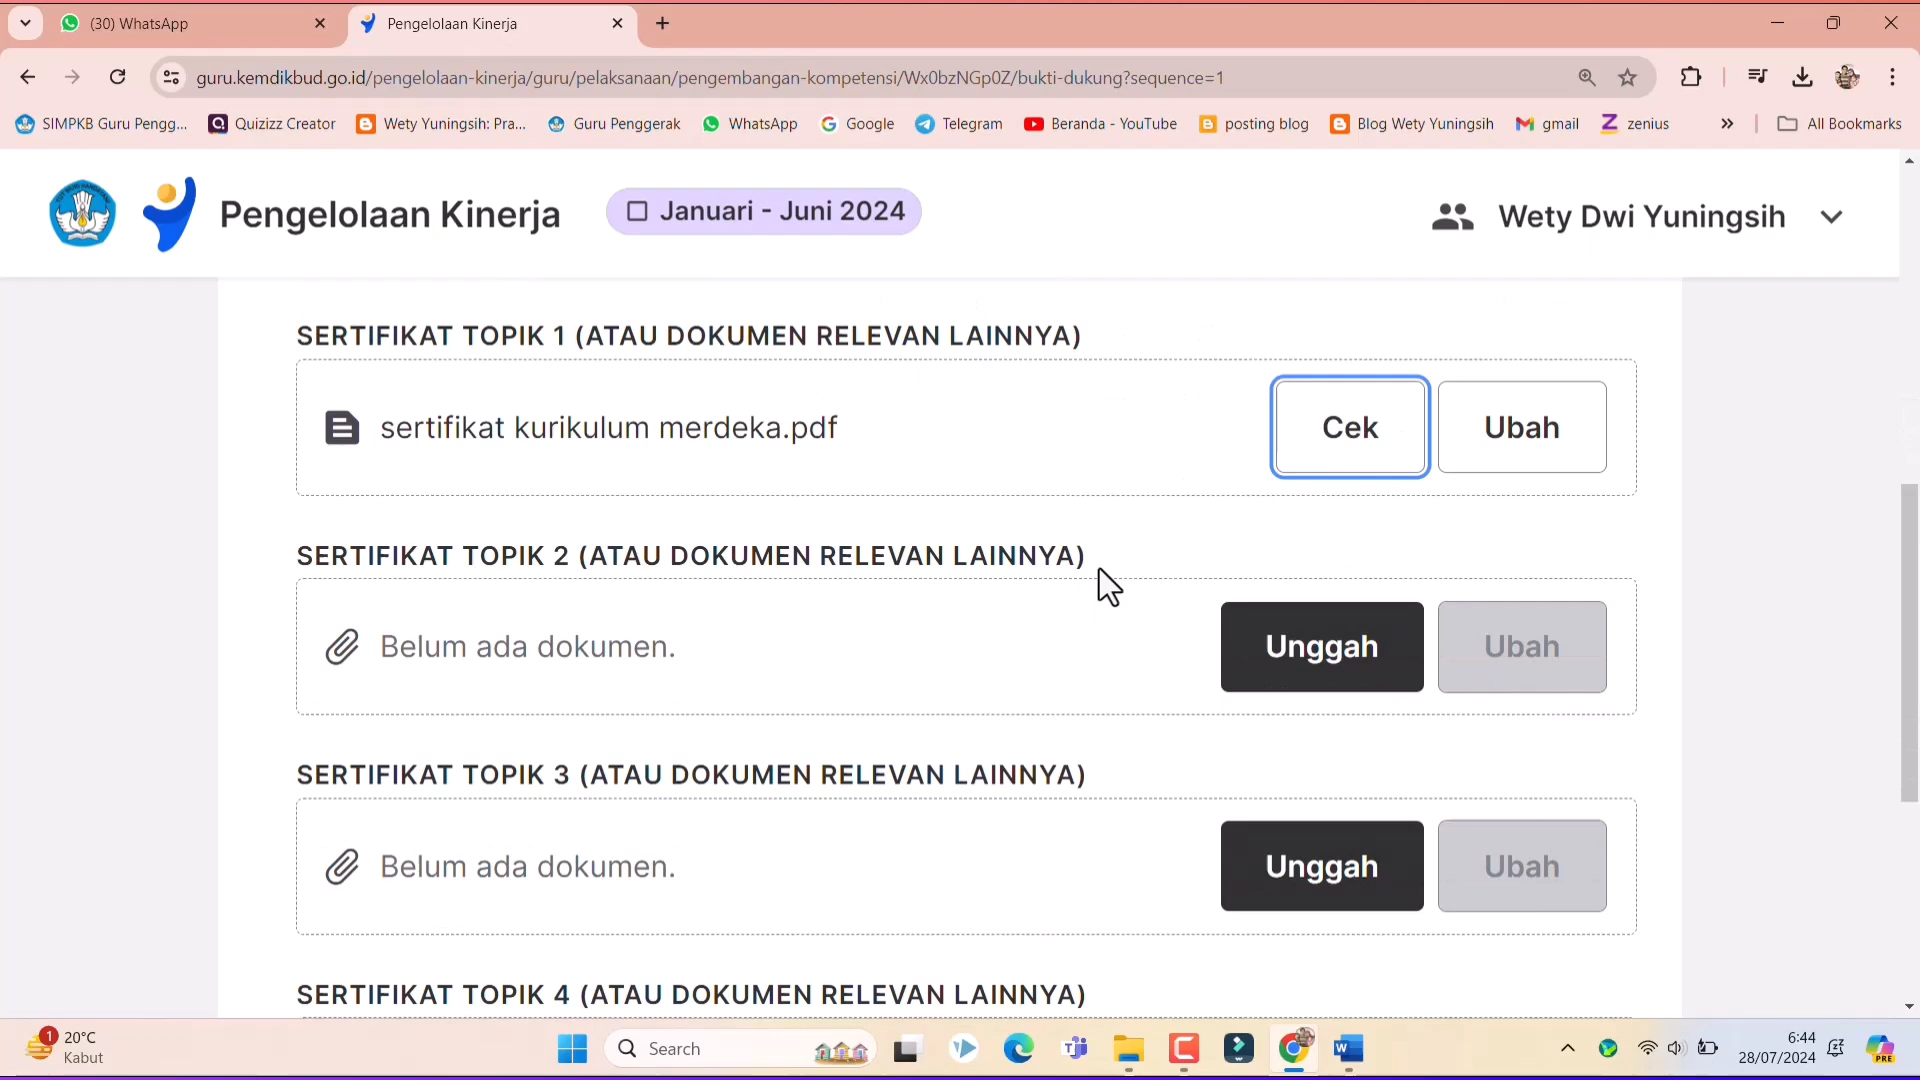 (30) WhatsApp
Pengelolaan Kinerja
guru.kemdikbud.go.id/pengelolaan-kinerja/guru/pelaksanaan/pengembangan-kompetensi/Wx0bzNGp0Z/bukti-dukung?sequence=1
SIMPKB Guru Pengg...
Quizizz Creator
Wety Yuningsih: Pra...
Guru Penggerak
WhatsApp
Google
Telegram
Beranda - YouTube
posting blog
Blog Wety Yuningsih
gmail
zenius
All Bookmarks
Pengelolaan Kinerja
Januari - Juni 2024
Wety Dwi Yuningsih
SERTIFIKAT TOPIK 1 (ATAU DOKUMEN RELEVAN LAINNYA)
sertifikat kurikulum merdeka.pdf
Cek
Ubah
SERTIFIKAT TOPIK 2 (ATAU DOKUMEN RELEVAN LAINNYA)
Belum ada dokumen.
Unggah
Ubah
SERTIFIKAT TOPIK 3 (ATAU DOKUMEN RELEVAN LAINNYA)
Belum ada dokumen.
Unggah
Ubah
SERTIFIKAT TOPIK 4 (ATAU DOKUMEN RELEVAN LAINNYA)
1
20°C
Kabut
Search
6:44
28/07/2024
PRE